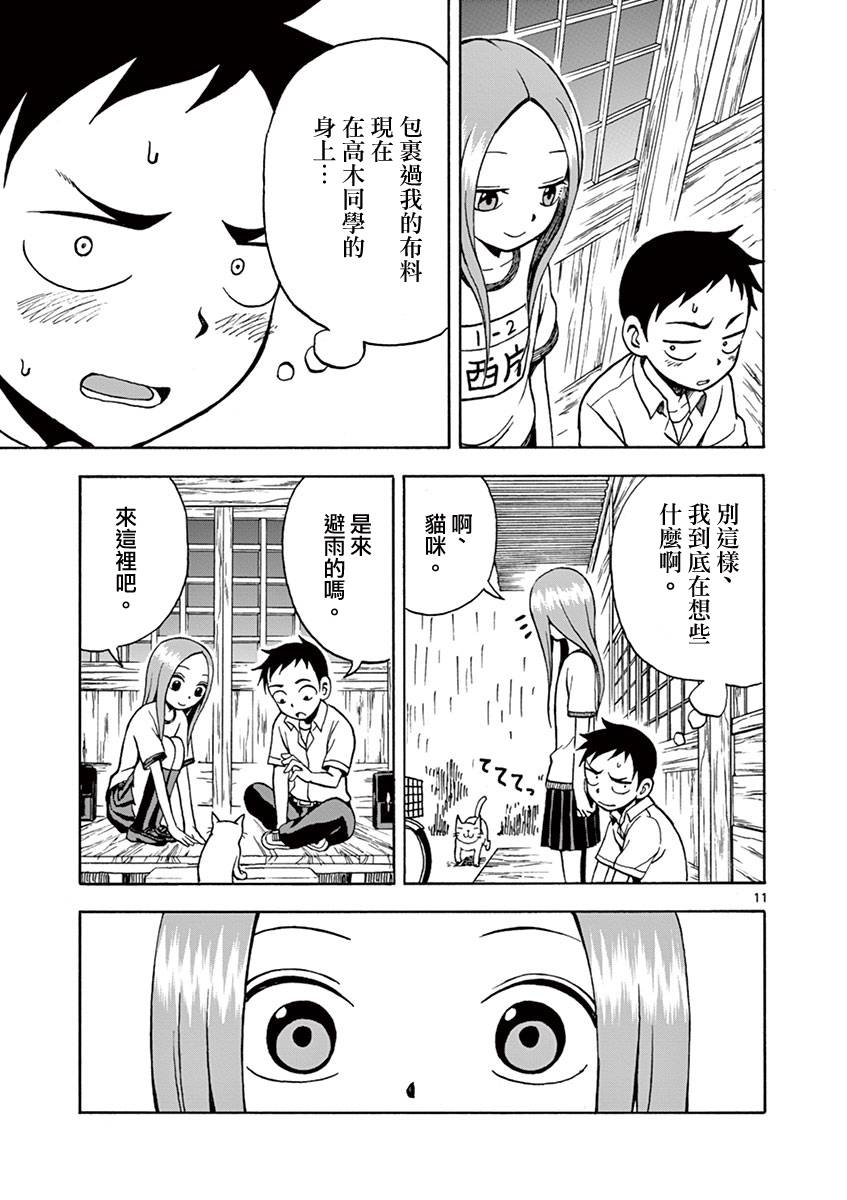 1-2
西片
包裹過我的布料
現在
在高木同學的
身上…
別這樣、
我到底在想些
什麼啊。
啊、
貓咪。
てててっ
是來
避雨的嗎。
來這裡吧。
11